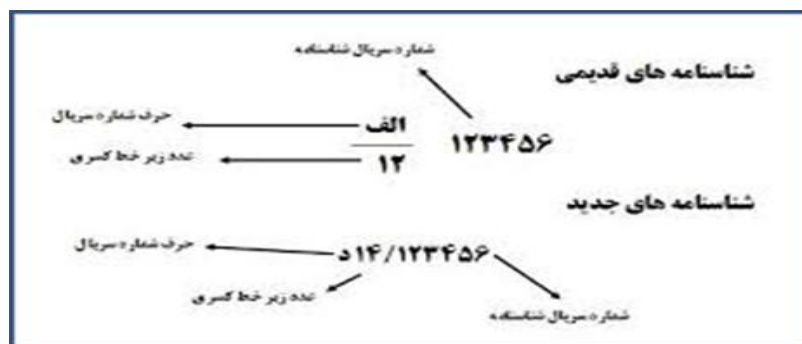 شماره سریال شناسنامه
شناسنامه های قدیمی
حرف شماره سریال
الف
۱۲۳۴۵۶
عدد زیر خط کسری
۱۲
شناسنامه های جدید
حرف شماره سریال
د۱۴/۱۲۳۴۵۶
عدد زیر خط کسری
شماره سریال شناسنامه